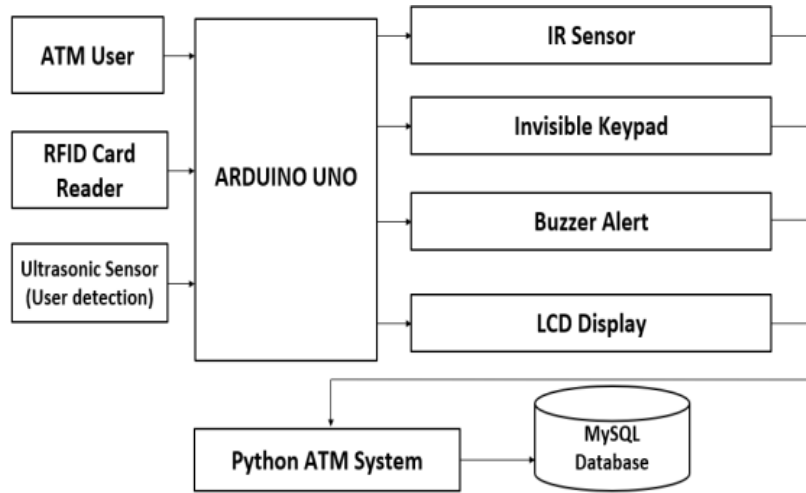 ATM User
RFID Card
Reader
Ultrasonic Sensor
(User detection)
ARDUINO UNO
IR Sensor
Invisible Keypad
Buzzer Alert
LCD Display
Python ATM System
MySQL
Database